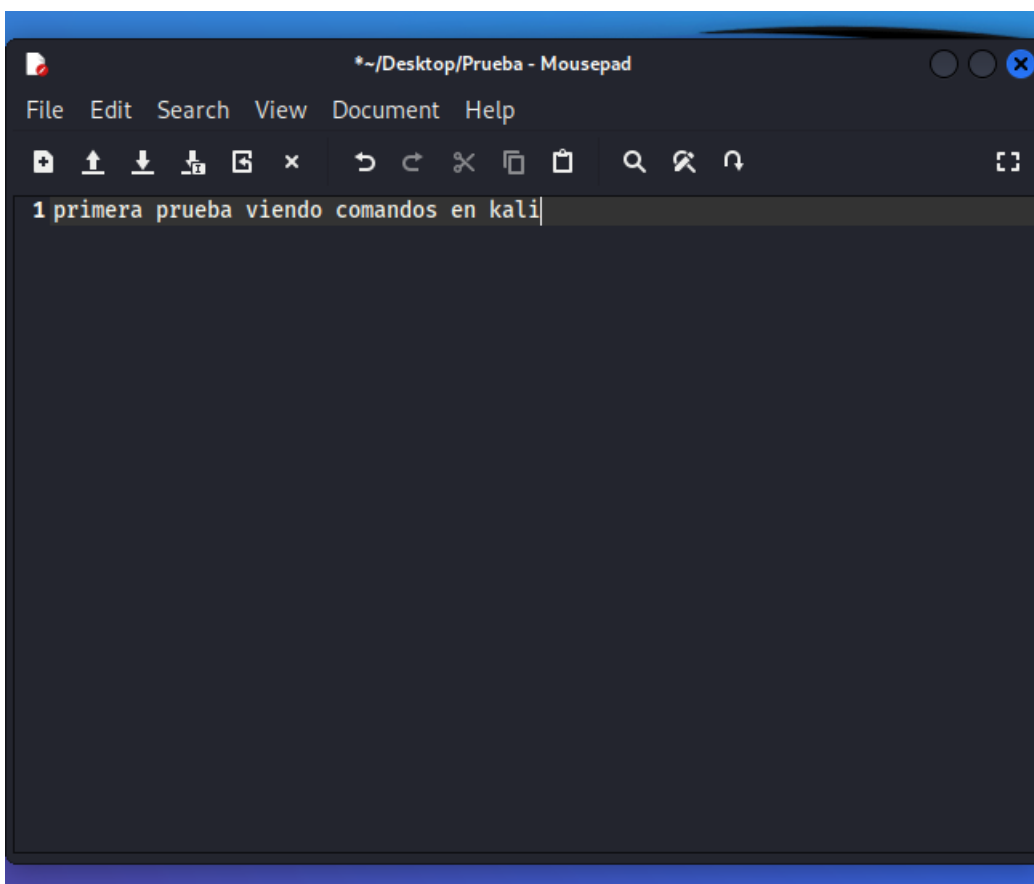 *~/Desktop/Prueba - Mousepad
File Edit Search View Document Help
1 primera prueba viendo comandos en kali